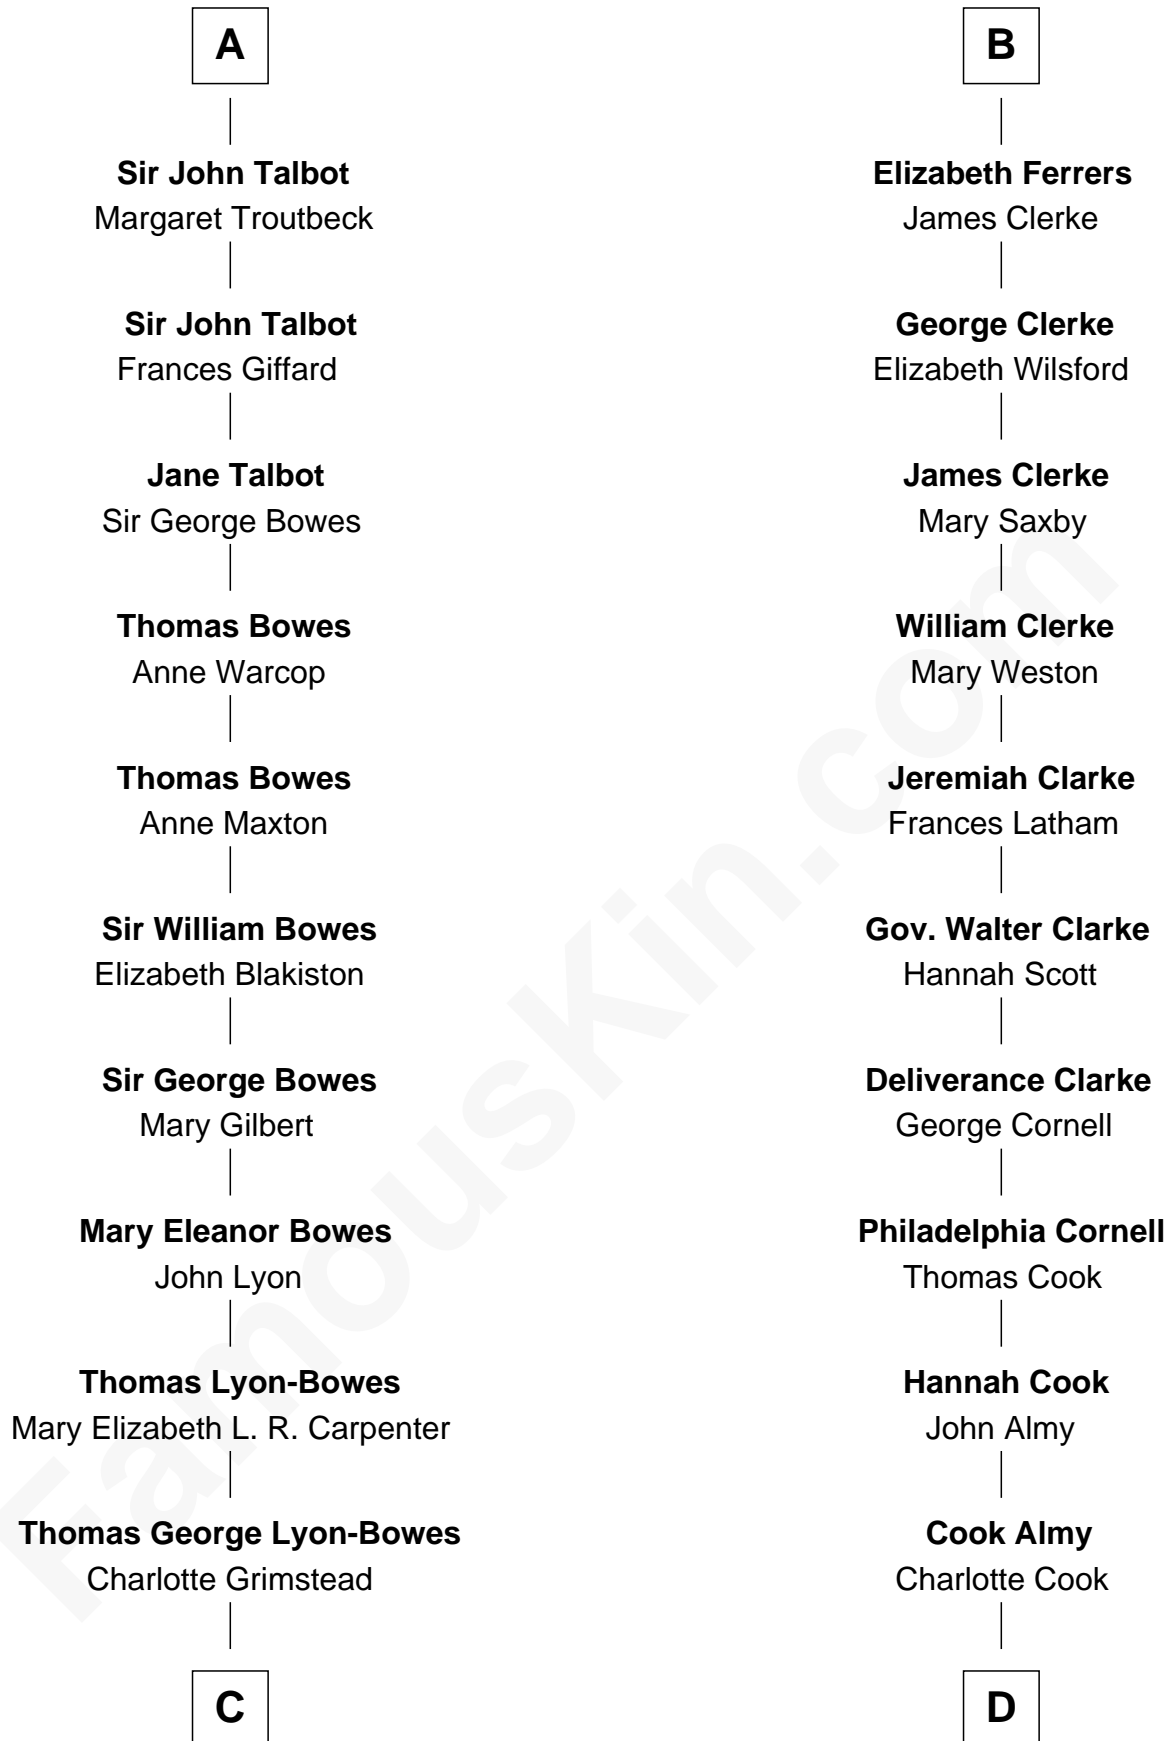 A
Sir John Talbot
Margaret Troutbeck
Sir John Talbot
Frances Giffard
Jane Talbot
Sir George Bowes
Thomas Bowes
Anne Warcop
Thomas Bowes
Anne Maxton
Sir William Bowes
Elizabeth Blakiston
Sir George Bowes
Mary Gilbert
Mary Eleanor Bowes
John Lyon
Thomas Lyon-Bowes
Mary Elizabeth L. R. Carpenter
Thomas George Lyon-Bowes
Charlotte Grimstead
C
B
Elizabeth Ferrers
James Clerke
George Clerke
Elizabeth Wilsford
James Clerke
Mary Saxby
William Clerke
Mary Weston
Jeremiah Clarke
Frances Latham
Gov. Walter Clarke
Hannah Scott
Deliverance Clarke
George Cornell
Philadelphia Cornell
Thomas Cook
Hannah Cook
John Almy
Cook Almy
Charlotte Cook
D
FamousKin.com